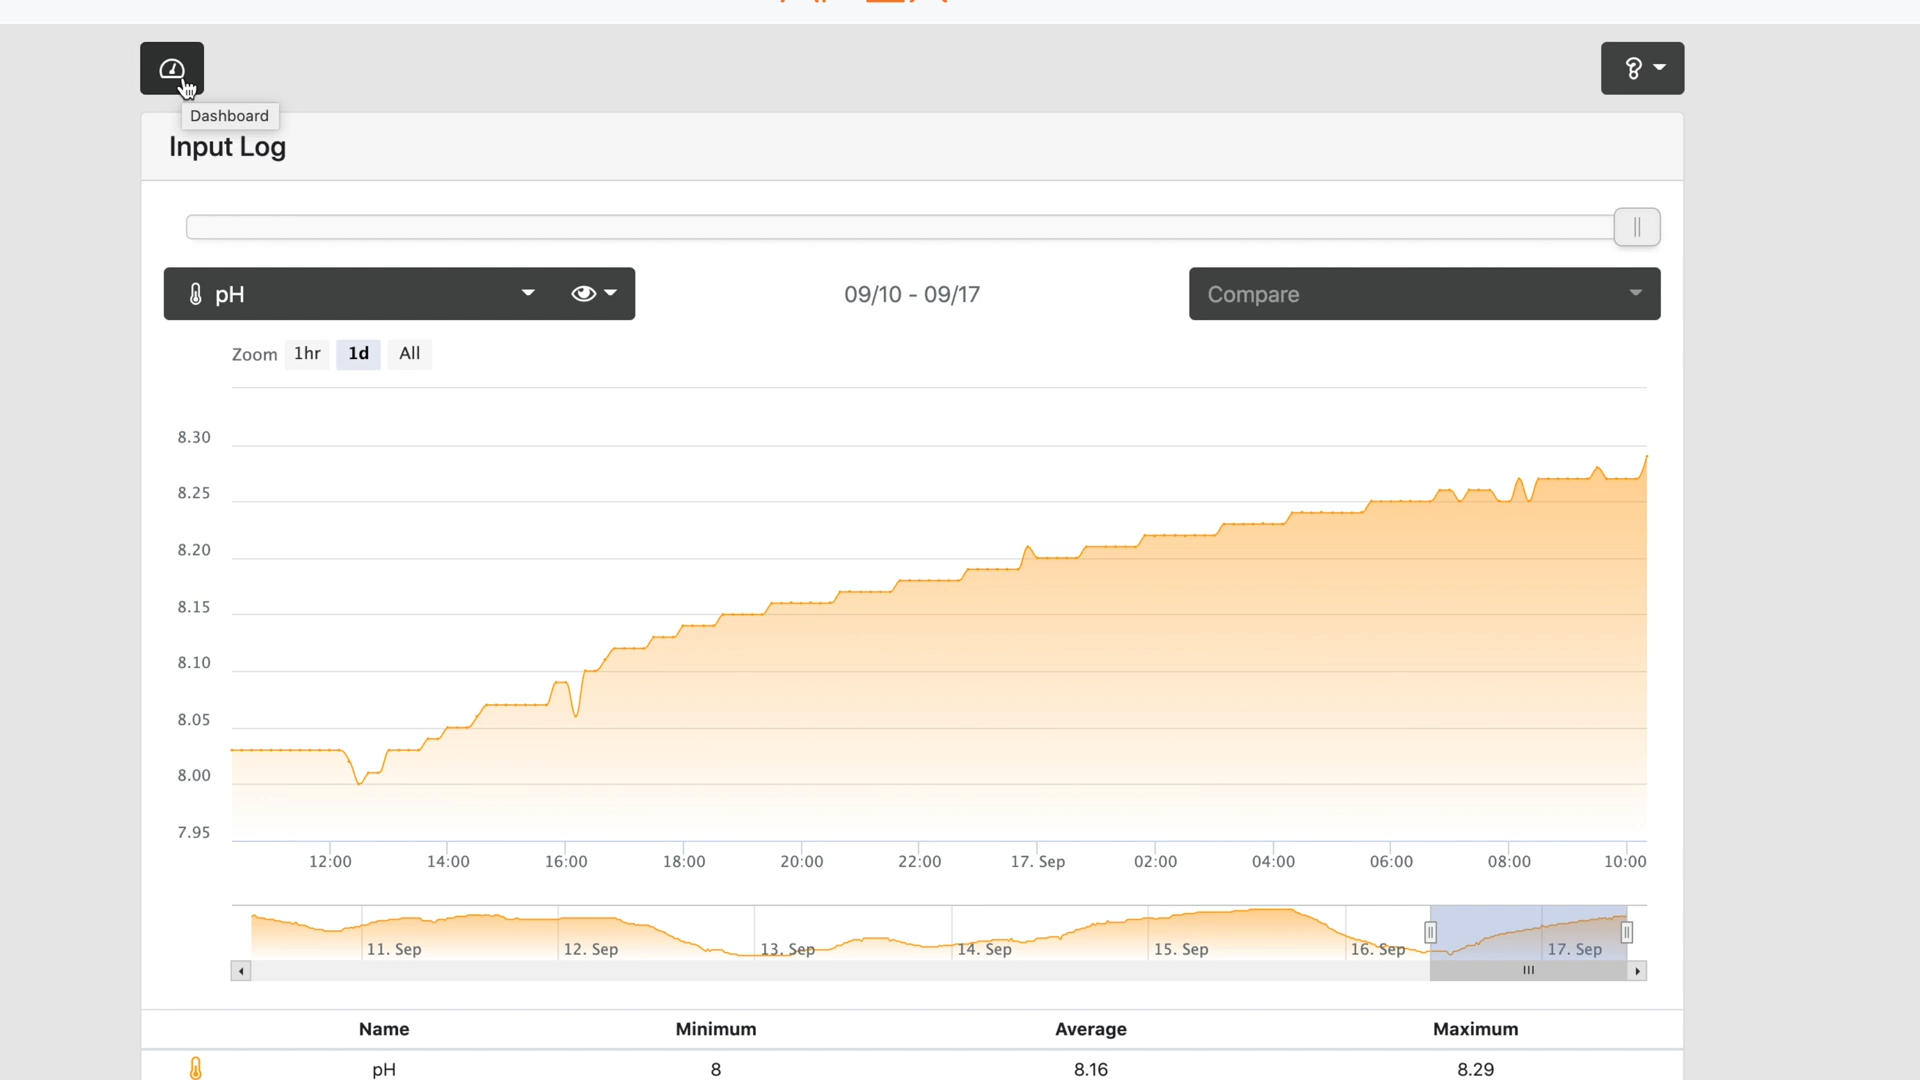 Dashboard
Input Log
pH
09/10 - 09/17
Compare
Zoom 1hr 1d All
8.30
8.25
8.20
8.15
8.10
8.05
8.00
7.95
12:00 14:00 16:00 18:00 20:00 22:00 17. Sep 02:00 04:00 06:00 08:00 10:00
11. Sep 12. Sep 13. Sep 14. Sep 15. Sep 16. Sep 17. Sep
Name Minimum Average Maximum
pH 8 8.16 8.29